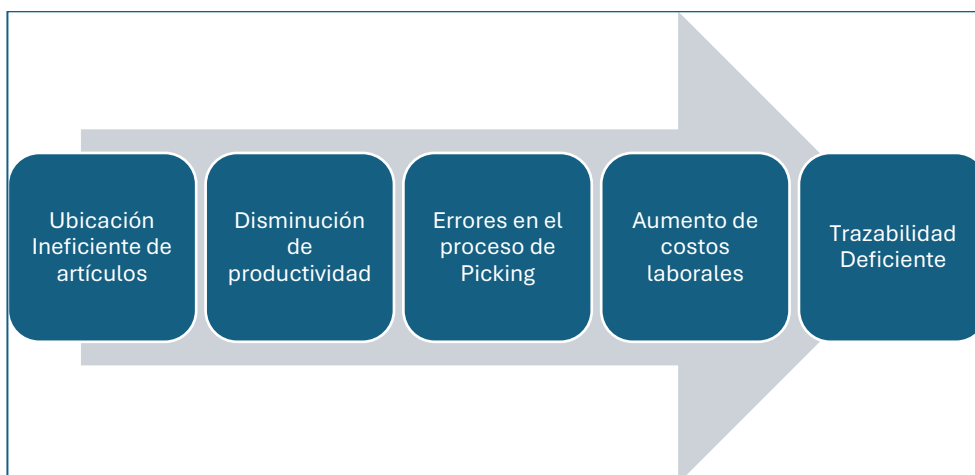 Ubicación
Ineficiente de
artículos
Disminución
de
productividad
Errores en el
proceso de
Picking
Aumento de
costos
laborales
Trazabilidad
Deficiente